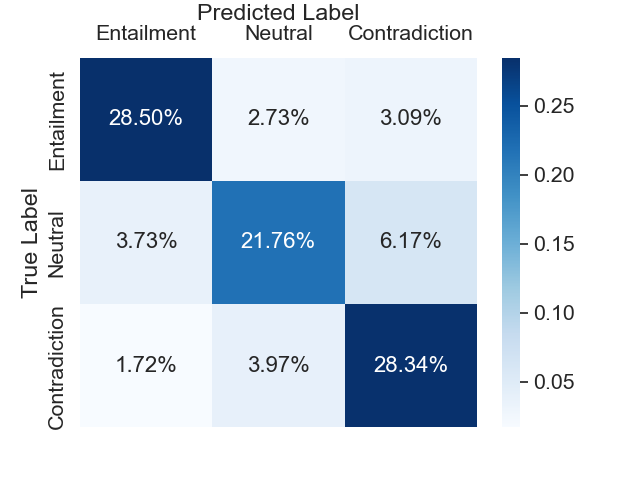 Predicted Label
Entailment Neutral Contradiction
True Label
Entailment 28.50% 2.73% 3.09%
Neutral 3.73% 21.76% 6.17%
Contradiction 1.72% 3.97% 28.34%
0.25
0.20
0.15
0.10
0.05